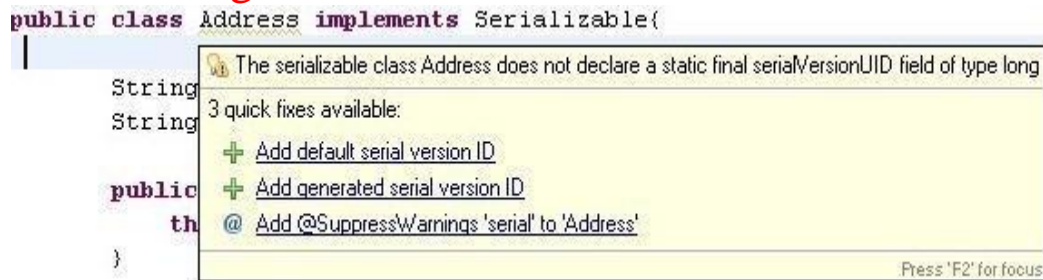 public class Address implements Serializable{
The serializable class Address does not declare a static final serialVersionUID field of type long
String
3 quick fixes available:
String
Add default serial version ID
public
Add generated serial version ID
th
@ Add @SuppressWarnings 'serial' to 'Address'
}
Press 'F2' for focus